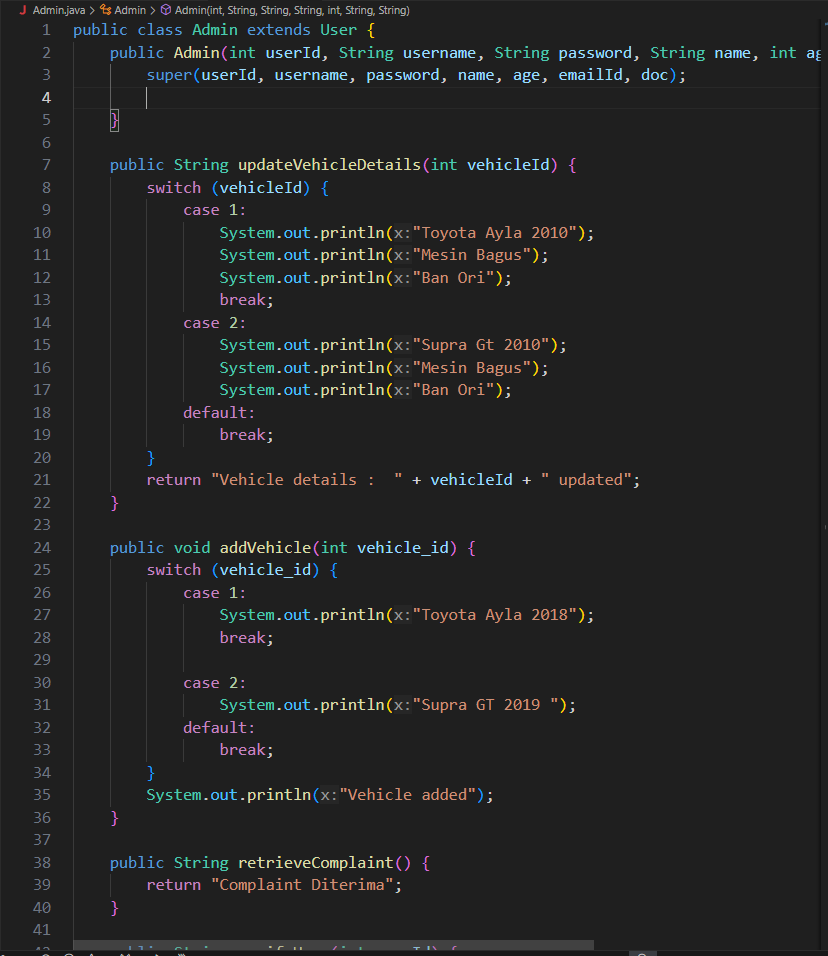 Admin.java > Admin > Admin(int, String, String, String, int, String, String)
1 public class Admin extends User {
2 public Admin(int userId, String username, String password, String name, int ag
3 super(userId, username, password, name, age, emailId, doc);
4
5 }
6
7 public String updateVehicleDetails(int vehicleId) {
8 switch (vehicleId) {
9 case 1:
10 System.out.println(x:"Toyota Ayla 2010");
11 System.out.println(x:"Mesin Bagus");
12 System.out.println(x:"Ban Ori");
13 break;
14 case 2:
15 System.out.println(x:"Supra Gt 2010");
16 System.out.println(x:"Mesin Bagus");
17 System.out.println(x:"Ban Ori");
18 default:
19 break;
20 }
21 return "Vehicle details :  " + vehicleId + " updated";
22 }
23
24 public void addVehicle(int vehicle_id) {
25 switch (vehicle_id) {
26 case 1:
27 System.out.println(x:"Toyota Ayla 2018");
28 break;
29
30 case 2:
31 System.out.println(x:"Supra GT 2019 ");
32 default:
33 break;
34 }
35 System.out.println(x:"Vehicle added");
36 }
37
38 public String retrieveComplaint() {
39 return "Complaint Diterima";
40 }
41